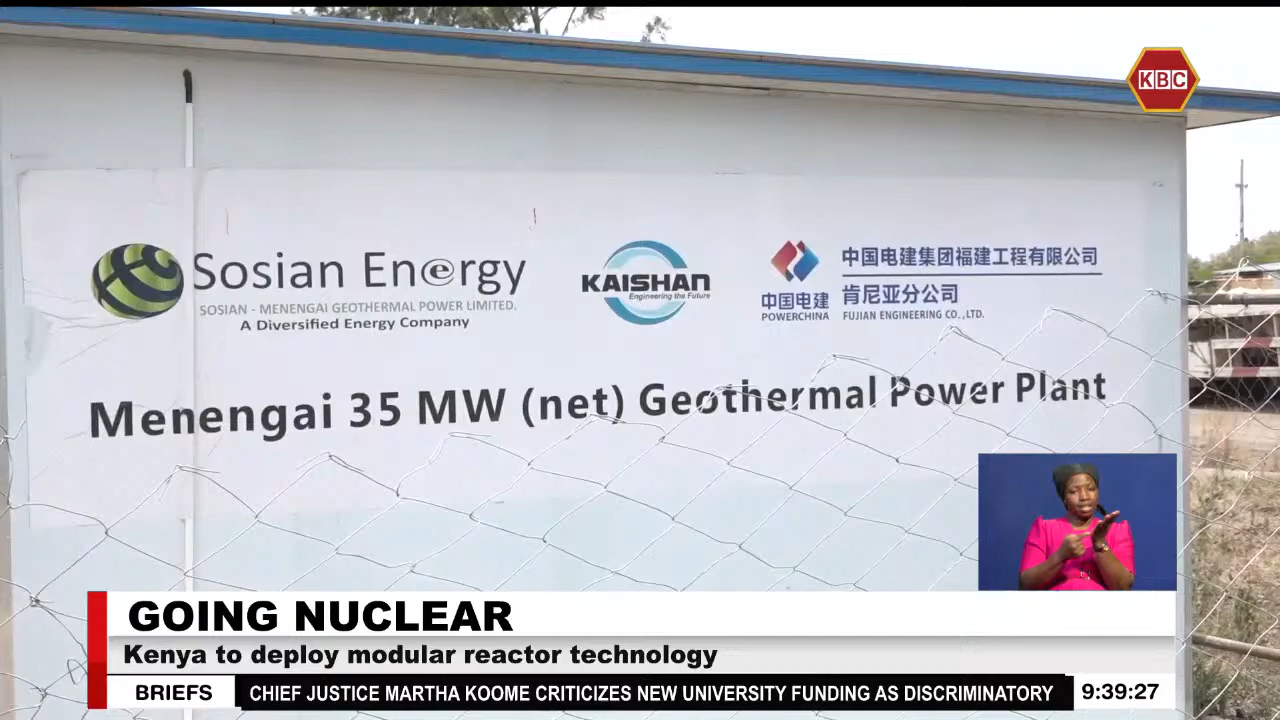 KBC
Sosian Energy
SOSIAN - MENENGAI GEOTHERMAL POWER LIMITED.
A Diversified Energy Company
KAISHAN
Engineering the Future
中国电建
POWERCHINA
中国电建集团福建工程有限公司
肯尼亚分公司
FUJIAN ENGINEERING CO.,LTD.
Menengai 35 MW (net) Geothermal Power Plant
GOING NUCLEAR
Kenya to deploy modular reactor technology
BRIEFS CHIEF JUSTICE MARTHA KOOME CRITICIZES NEW UNIVERSITY FUNDING AS DISCRIMINATORY 9:39:27